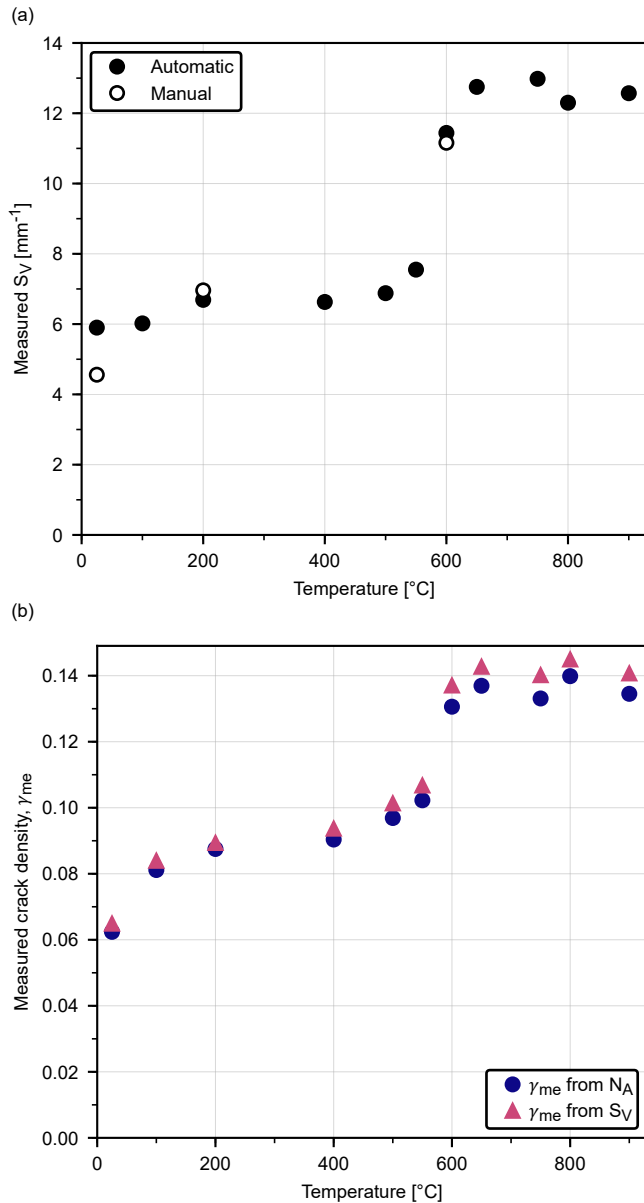 (a)
14
12
10
8
6
4
2
0
Automatic
Manual
Measured S_V [mm^-1]
0 200 400 600 800
Temperature [°C]
(b)
0.14
0.12
0.10
0.08
0.06
0.04
0.02
0.00
Measured crack density, γ_me
γ_me from N_A
γ_me from S_V
0 200 400 600 800
Temperature [°C]